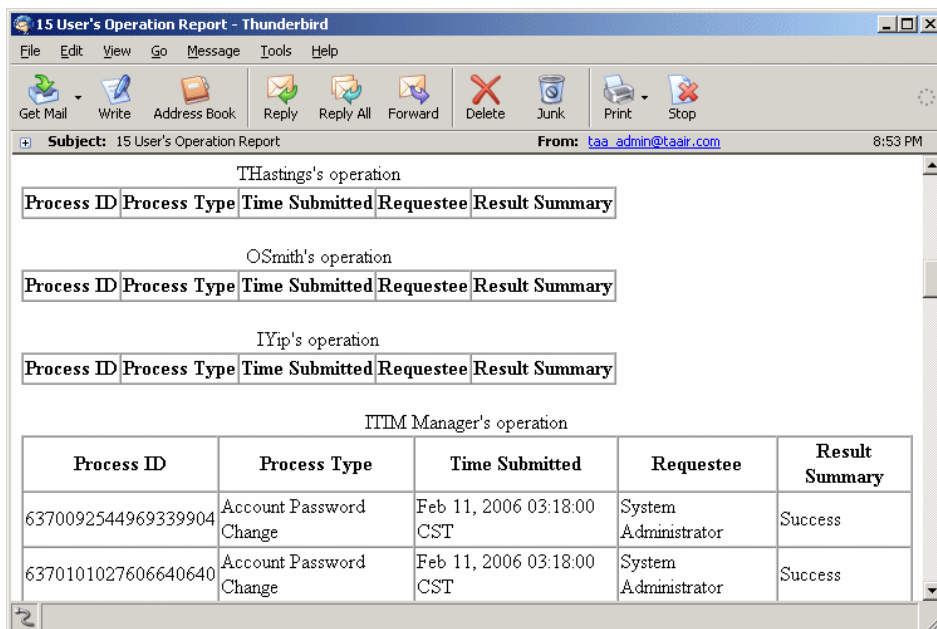 15 User's Operation Report - Thunderbird
File Edit View Go Message Tools Help
Get Mail Write Address Book Reply Reply All Forward Delete Junk Print Stop
Subject: 15 User's Operation Report From: taa_admin@taair.com 8:53 PM
THastings's operation
Process ID Process Type Time Submitted Requestee Result Summary
OSmith's operation
Process ID Process Type Time Submitted Requestee Result Summary
IYip's operation
Process ID Process Type Time Submitted Requestee Result Summary
ITIM Manager's operation
Process ID Process Type Time Submitted Requestee Result Summary
6370092544969339904 Account Password Change Feb 11, 2006 03:18:00 CST System Administrator Success
6370101027606640640 Account Password Change Feb 11, 2006 03:18:00 CST System Administrator Success